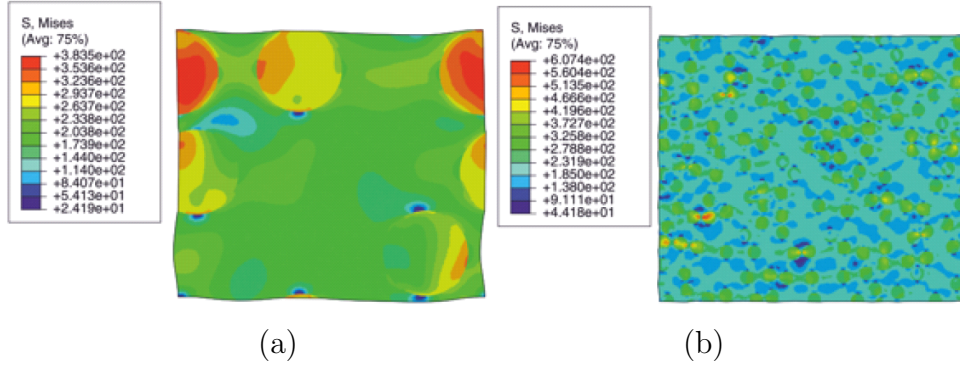 S, Mises
(Avg: 75%)
+3.835e+02
+3.536e+02
+3.236e+02
+2.937e+02
+2.637e+02
+2.338e+02
+2.038e+02
+1.739e+02
+1.440e+02
+1.140e+02
+8.407e+01
+5.413e+01
+2.419e+01
S, Mises
(Avg: 75%)
+6.074e+02
+5.604e+02
+5.135e+02
+4.666e+02
+4.196e+02
+3.727e+02
+3.258e+02
+2.788e+02
+2.319e+02
+1.850e+02
+1.380e+02
+9.111e+01
+4.418e+01
(a)
(b)